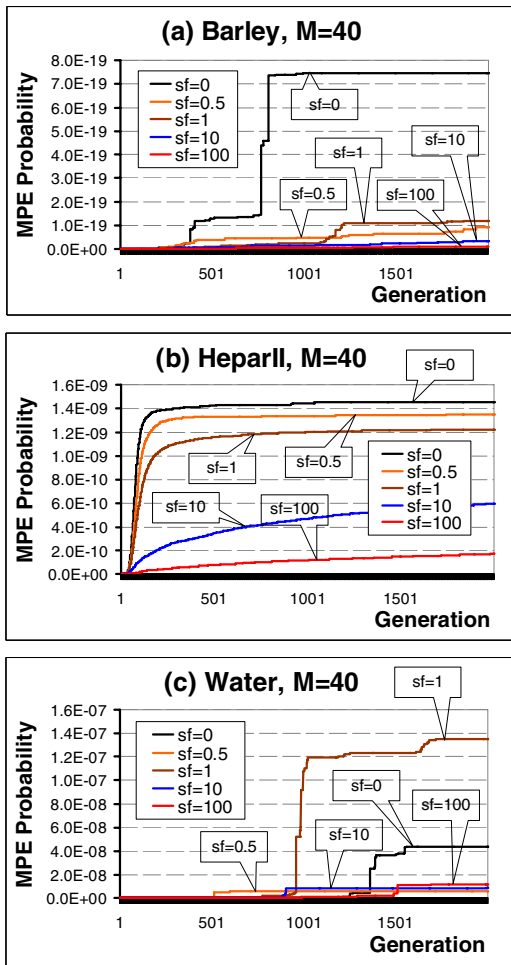 (a) Barley, M=40
MPE Probability
8.0E-19
7.0E-19
6.0E-19
5.0E-19
4.0E-19
3.0E-19
2.0E-19
1.0E-19
0.0E+00
sf=0
sf=0.5
sf=1
sf=10
sf=100
sf=0
sf=10
sf=1
sf=0.5
sf=100
1 501 1001 1501
Generation
(b) HeparII, M=40
MPE Probability
1.6E-09
1.4E-09
1.2E-09
1.0E-09
8.0E-10
6.0E-10
4.0E-10
2.0E-10
0.0E+00
sf=0
sf=1
sf=0.5
sf=10
sf=100
sf=0
sf=0.5
sf=1
sf=10
sf=100
1 501 1001 1501
Generation
(c) Water, M=40
MPE Probability
1.6E-07
1.4E-07
1.2E-07
1.0E-07
8.0E-08
6.0E-08
4.0E-08
2.0E-08
0.0E+00
sf=0
sf=0.5
sf=1
sf=10
sf=100
sf=1
sf=0
sf=100
sf=10
sf=0.5
1 501 1001 1501
Generation